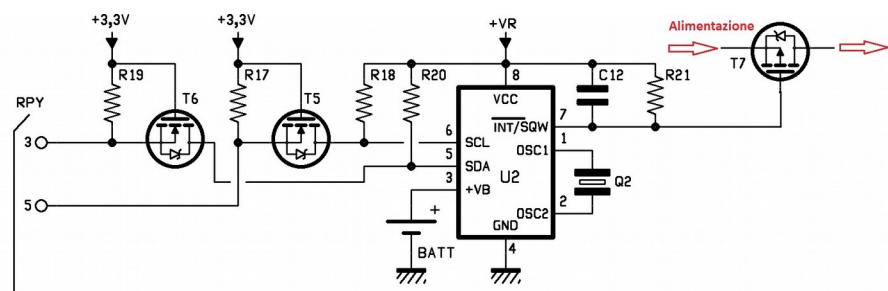 +3,3V
+3,3V
+VR
Alimentazione
R19
R17
R18
R20
8
C12
R21
T7
T6
T5
VCC
RPY
7
INT/SQW
3
6
SCL
1
OSC1
5
SDA
U2
Q2
3
+VB
5
+
2
OSC2
GND
BATT
4